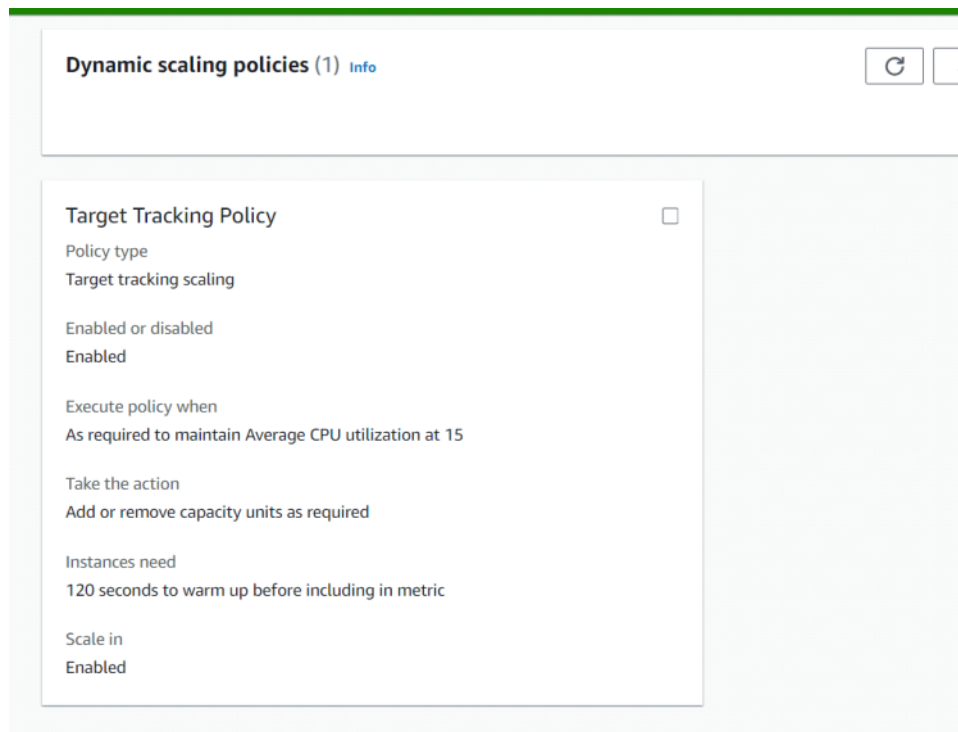 Dynamic scaling policies (1) Info
Target Tracking Policy
Policy type
Target tracking scaling
Enabled or disabled
Enabled
Execute policy when
As required to maintain Average CPU utilization at 15
Take the action
Add or remove capacity units as required
Instances need
120 seconds to warm up before including in metric
Scale in
Enabled